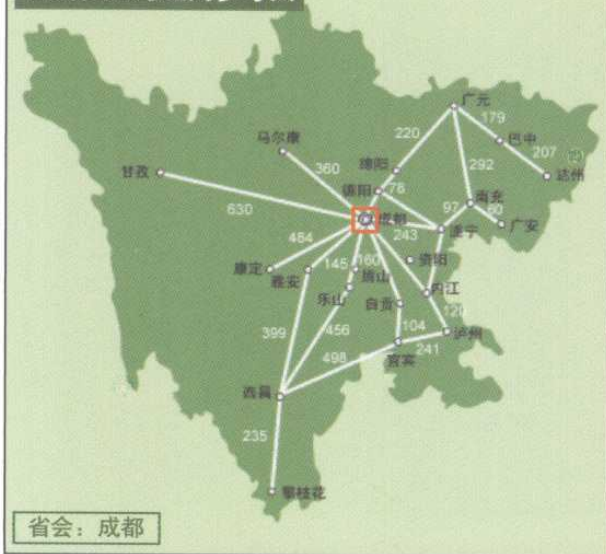 广元
179
马尔康
巴中
220
绵阳
207
360
292
甘孜
达州
德阳
78
南充
97
60
630
成都
广安
243
遂宁
484
资阳
145
160
康定
雅安
眉山
内江
乐山
自贡
120
399
456
104
泸州
498
241
宜宾
西昌
235
攀枝花
省会：成都